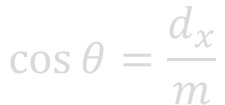 cos θ = dₓ / m